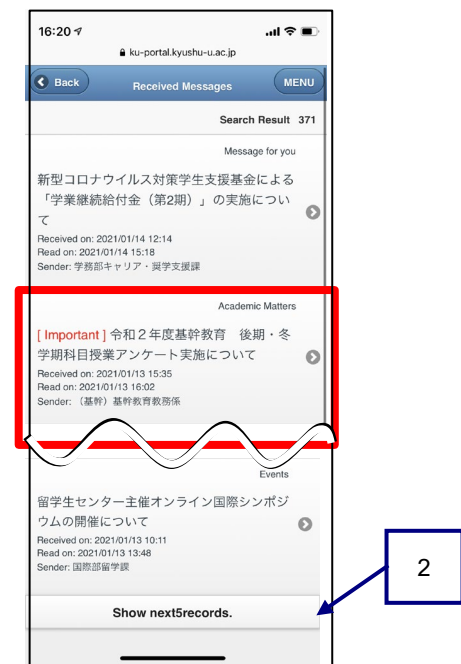 16:20
ku-portal.kyushu-u.ac.jp
Back
Received Messages
MENU
Search Result 371
Message for you
新型コロナウイルス対策学生支援基金による
「学業継続給付金（第2期）」の実施につい
て
Received on: 2021/01/14 12:14
Read on: 2021/01/14 15:18
Sender: 学務部キャリア・奨学支援課
Academic Matters
[ Important ] 令和２年度基幹教育　後期・冬
学期科目授業アンケート実施について
Received on: 2021/01/13 15:35
Read on: 2021/01/13 16:02
Sender: （基幹）基幹教育教務係
Events
留学生センター主催オンライン国際シンポジ
ウムの開催について
Received on: 2021/01/13 10:11
Read on: 2021/01/13 13:48
Sender: 国際部留学課
2
Show next5records.